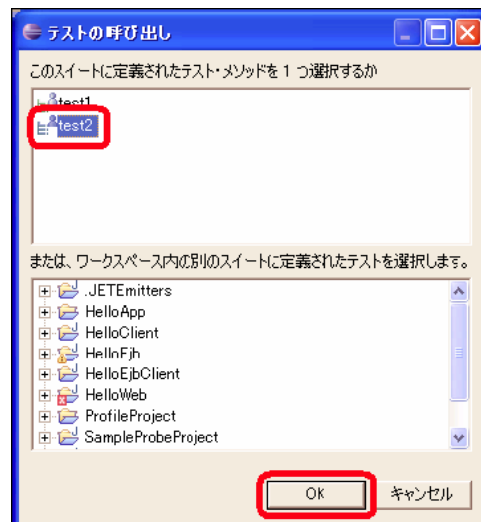 テストの呼び出し
このスイートに定義されたテスト・メソッドを 1 つ選択するか
test1
test2
または、ワークスペース内の別のスイートに定義されたテストを選択します。
.JETEmitters
HelloApp
HelloClient
HelloEjb
HelloEjbClient
HelloWeb
ProfileProject
SampleProbeProject
OK
キャンセル